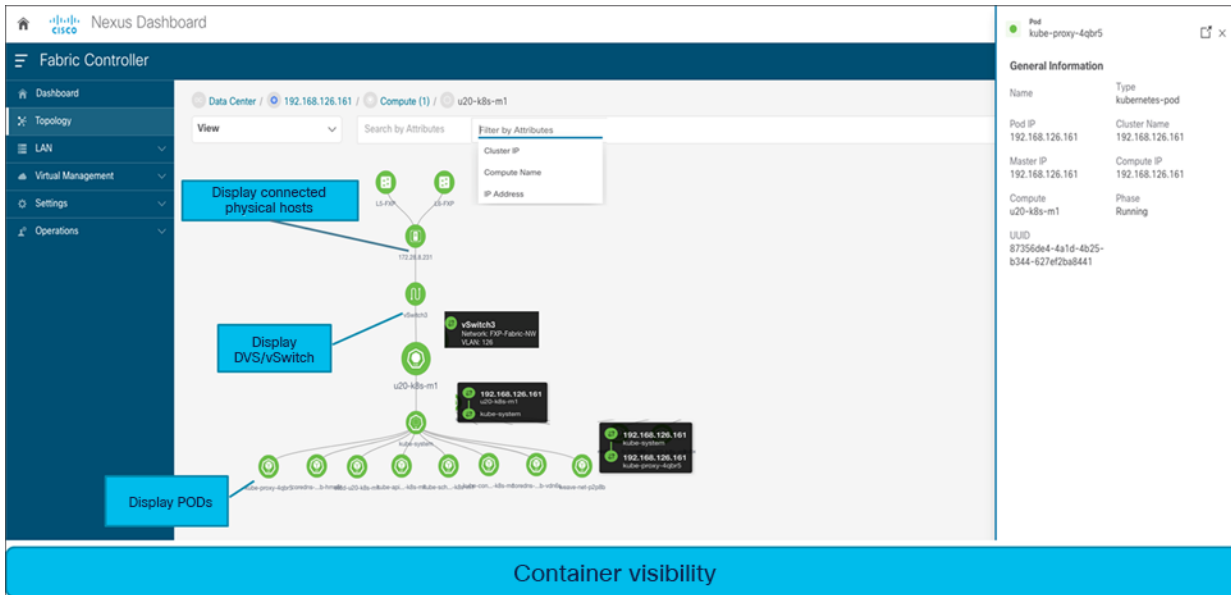 CISCO Nexus Dashboard
Fabric Controller
Dashboard
Topology
LAN
Virtual Management
Settings
Operations
Data Center / 192.168.126.161 / Compute (1) / u20-k8s-m1
View
Search by Attributes
Filter by Attributes
Cluster IP
Compute Name
IP Address
Display connected
physical hosts
vSwitch3
Display
DVS/vSwitch
vSwitch3
Network: FXP-Fabric-NW
VLAN: 126
u20-k8s-m1
192.168.126.161
u20-k8s-m1
kube-system
kube-system
192.168.126.161
kube-system
192.168.126.161
kube-proxy-4qbr5
Display PODs
Pod
kube-proxy-4qbr5
General Information
Name
Type
kubernetes-pod
Pod IP
192.168.126.161
Cluster Name
192.168.126.161
Master IP
192.168.126.161
Compute IP
192.168.126.161
Compute
u20-k8s-m1
Phase
Running
UUID
87356de4-4a1d-4b25-
b344-627ef2ba8441
Container visibility